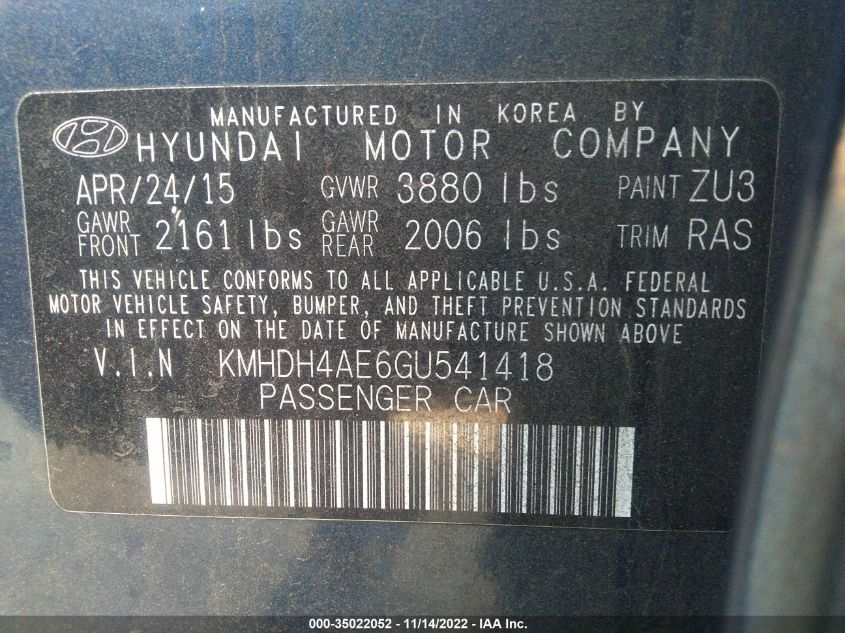 MANUFACTURED IN KOREA BY
HYUNDAI MOTOR COMPANY
APR/24/15 GVWR 3880 lbs PAINT ZU3
GAWR FRONT 2161 lbs GAWR REAR 2006 lbs TRIM RAS
THIS VEHICLE CONFORMS TO ALL APPLICABLE U.S.A. FEDERAL
MOTOR VEHICLE SAFETY, BUMPER, AND THEFT PREVENTION STANDARDS
IN EFFECT ON THE DATE OF MANUFACTURE SHOWN ABOVE
V.I.N KMHDH4AE6GU541418
PASSENGER CAR
000-35022052 - 11/14/2022 - IAA Inc.